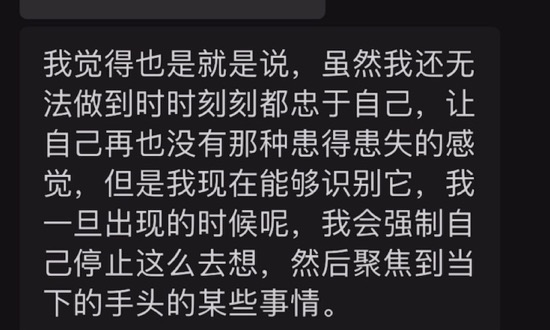 我觉得也是就是说，虽然我还无
法做到时时刻刻都忠于自己，让
自己再也没有那种患得患失的感
觉，但是我现在能够识别它，我
一旦出现的时候呢，我会强制自
己停止这么去想，然后聚焦到当
下的手头的某些事情。